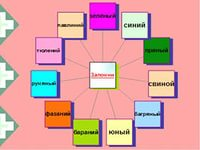 зелёный
павлиний
синий
тюлений
пряный
Запомни
румяный
свиной
фазаний
багряный
бараний
юный